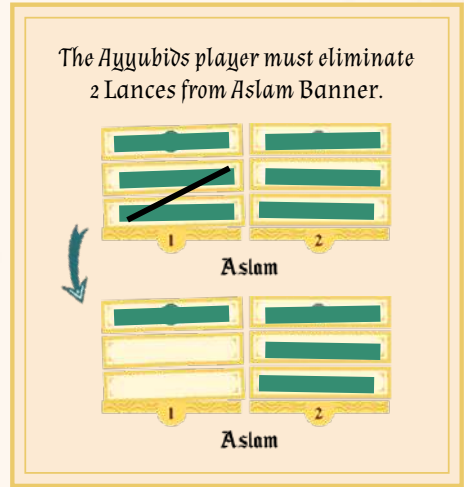 The Ayyubids player must eliminate
2 Lances from Aslam Banner.
1 2
Aslam
1 2
Aslam